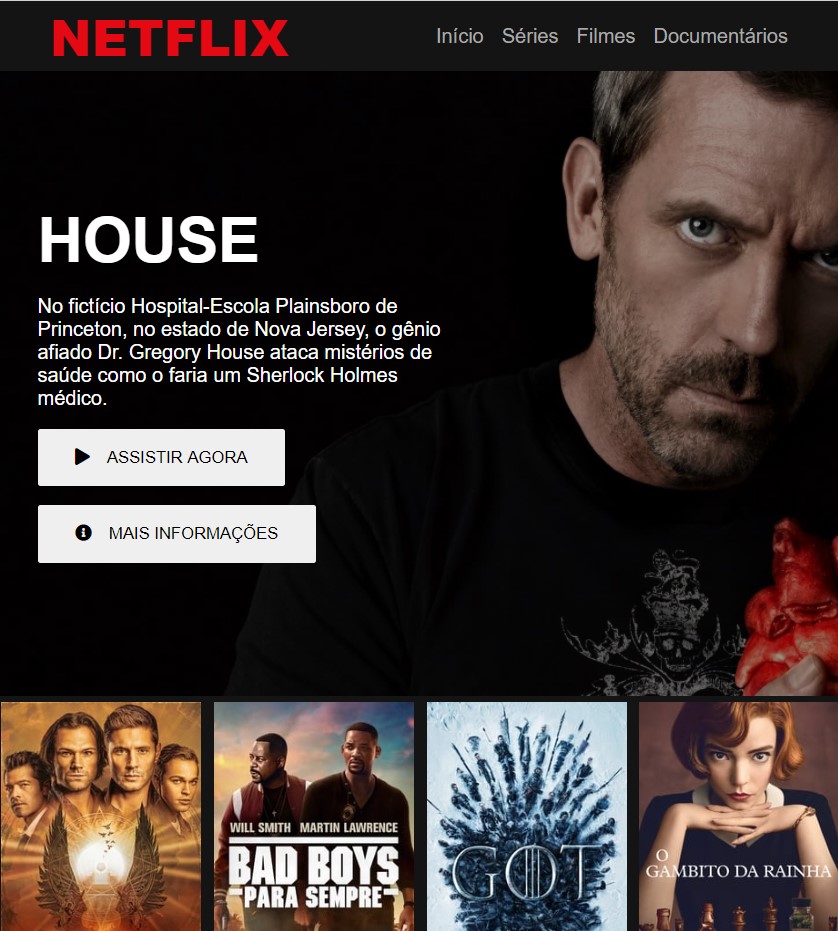 NETFLIX
Início Séries Filmes Documentários
HOUSE
No fictício Hospital-Escola Plainsboro de
Princeton, no estado de Nova Jersey, o gênio
afiado Dr. Gregory House ataca mistérios de
saúde como o faria um Sherlock Holmes
médico.
ASSISTIR AGORA
MAIS INFORMAÇÕES
WILL SMITH MARTIN LAWRENCE
BAD BOYS
PARA SEMPRE
GOT
O
GAMBITO DA RAINHA